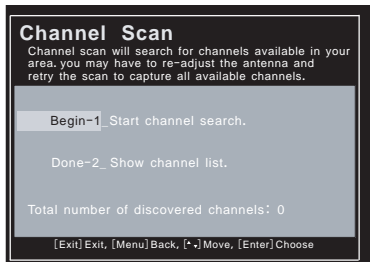 Channel Scan
Channel scan will search for channels available in your
area. you may have to re-adjust the antenna and
retry the scan to capture all available channels.
Begin-1_Start channel search.
Done-2_ Show channel list.
Total number of discovered channels: 0
[Exit] Exit, [Menu] Back, [▲▼] Move, [Enter] Choose